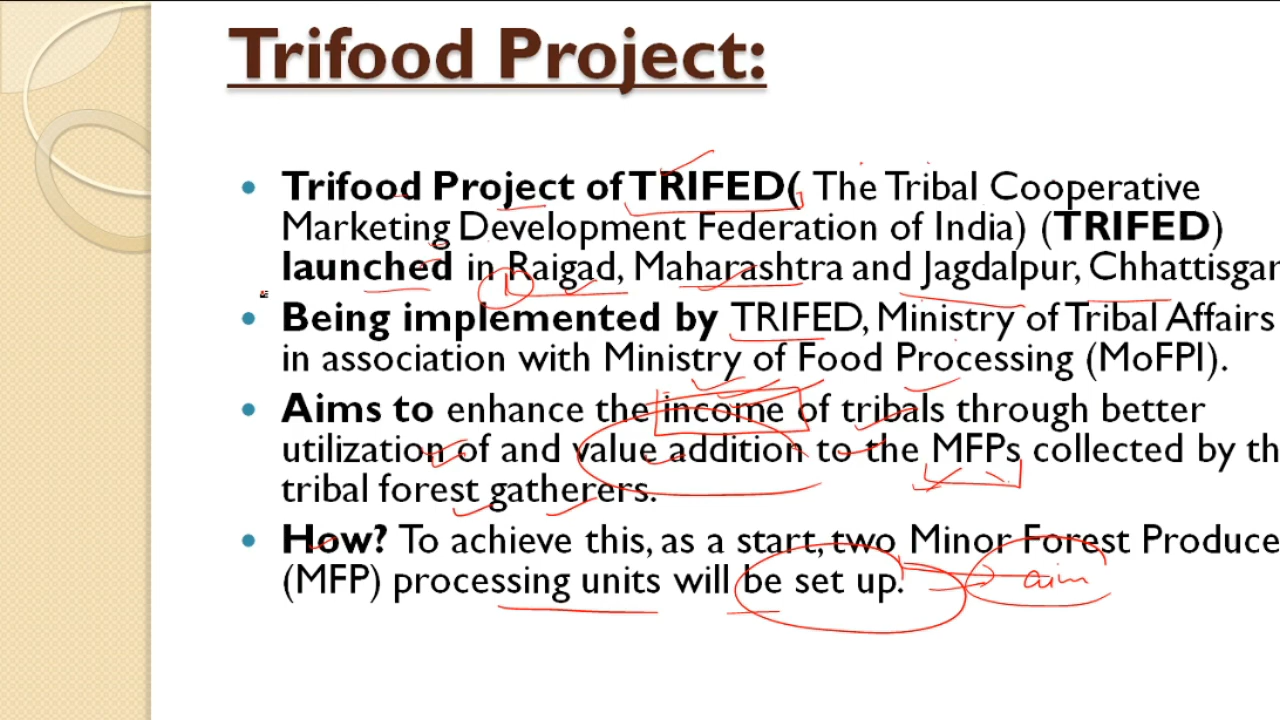 Trifood Project:
Trifood Project of TRIFED( The Tribal Cooperative
Marketing Development Federation of India) (TRIFED)
launched in Raigad, Maharashtra and Jagdalpur, Chhattisgar
Being implemented by TRIFED, Ministry of Tribal Affairs
in association with Ministry of Food Processing (MoFPI).
Aims to enhance the income of tribals through better
utilization of and value addition to the MFPs collected by th
tribal forest gatherers.
How? To achieve this, as a start, two Minor Forest Produce
(MFP) processing units will be set up. aim